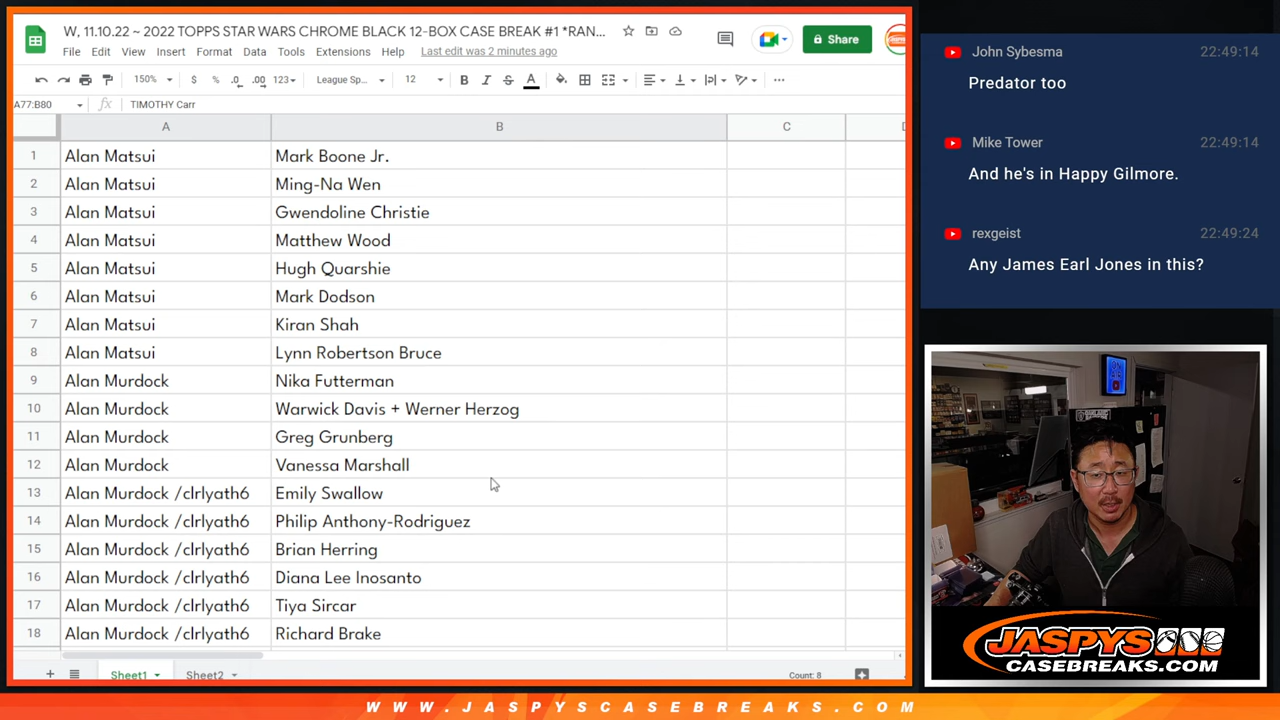 W, 11.10.22 ~ 2022 TOPPS STAR WARS CHROME BLACK 12-BOX CASE BREAK #1 *RAN...
Share
File Edit View Insert Format Data Tools Extensions Help Last edit was 2 minutes ago
150% $ % .0 .00 123 League Sp... 12 B I S A
A77:B80 fx TIMOTHY Carr
A B C
1 Alan Matsui Mark Boone Jr.
2 Alan Matsui Ming-Na Wen
3 Alan Matsui Gwendoline Christie
4 Alan Matsui Matthew Wood
5 Alan Matsui Hugh Quarshie
6 Alan Matsui Mark Dodson
7 Alan Matsui Kiran Shah
8 Alan Matsui Lynn Robertson Bruce
9 Alan Murdock Nika Futterman
10 Alan Murdock Warwick Davis + Werner Herzog
11 Alan Murdock Greg Grunberg
12 Alan Murdock Vanessa Marshall
13 Alan Murdock /clrlyath6 Emily Swallow
14 Alan Murdock /clrlyath6 Philip Anthony-Rodriguez
15 Alan Murdock /clrlyath6 Brian Herring
16 Alan Murdock /clrlyath6 Diana Lee Inosanto
17 Alan Murdock /clrlyath6 Tiya Sircar
18 Alan Murdock /clrlyath6 Richard Brake
Sheet1 Sheet2 Count: 8
John Sybesma 22:49:14
Predator too
Mike Tower 22:49:14
And he's in Happy Gilmore.
rexgeist 22:49:24
Any James Earl Jones in this?
JASPYS
CASEBREAKS.COM
WWW.JASPYSCASEBREAKS.COM